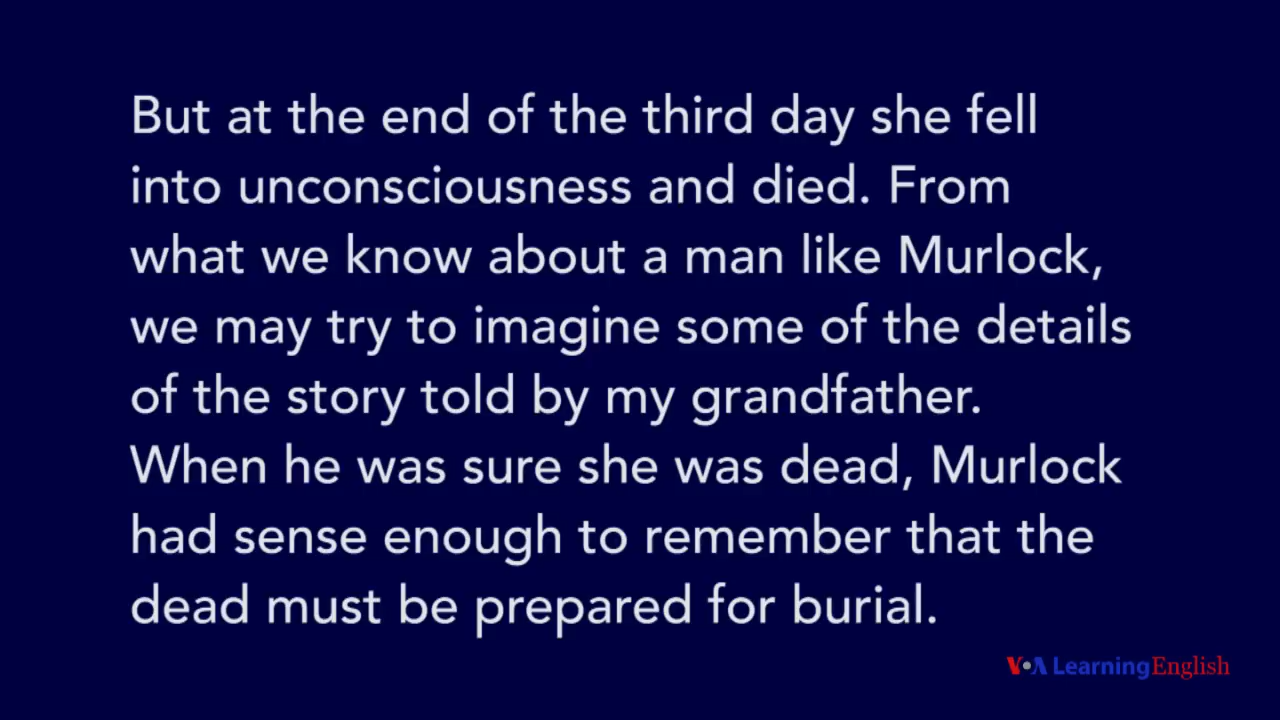 But at the end of the third day she fell
into unconsciousness and died. From
what we know about a man like Murlock,
we may try to imagine some of the details
of the story told by my grandfather.
When he was sure she was dead, Murlock
had sense enough to remember that the
dead must be prepared for burial.
VOA Learning English